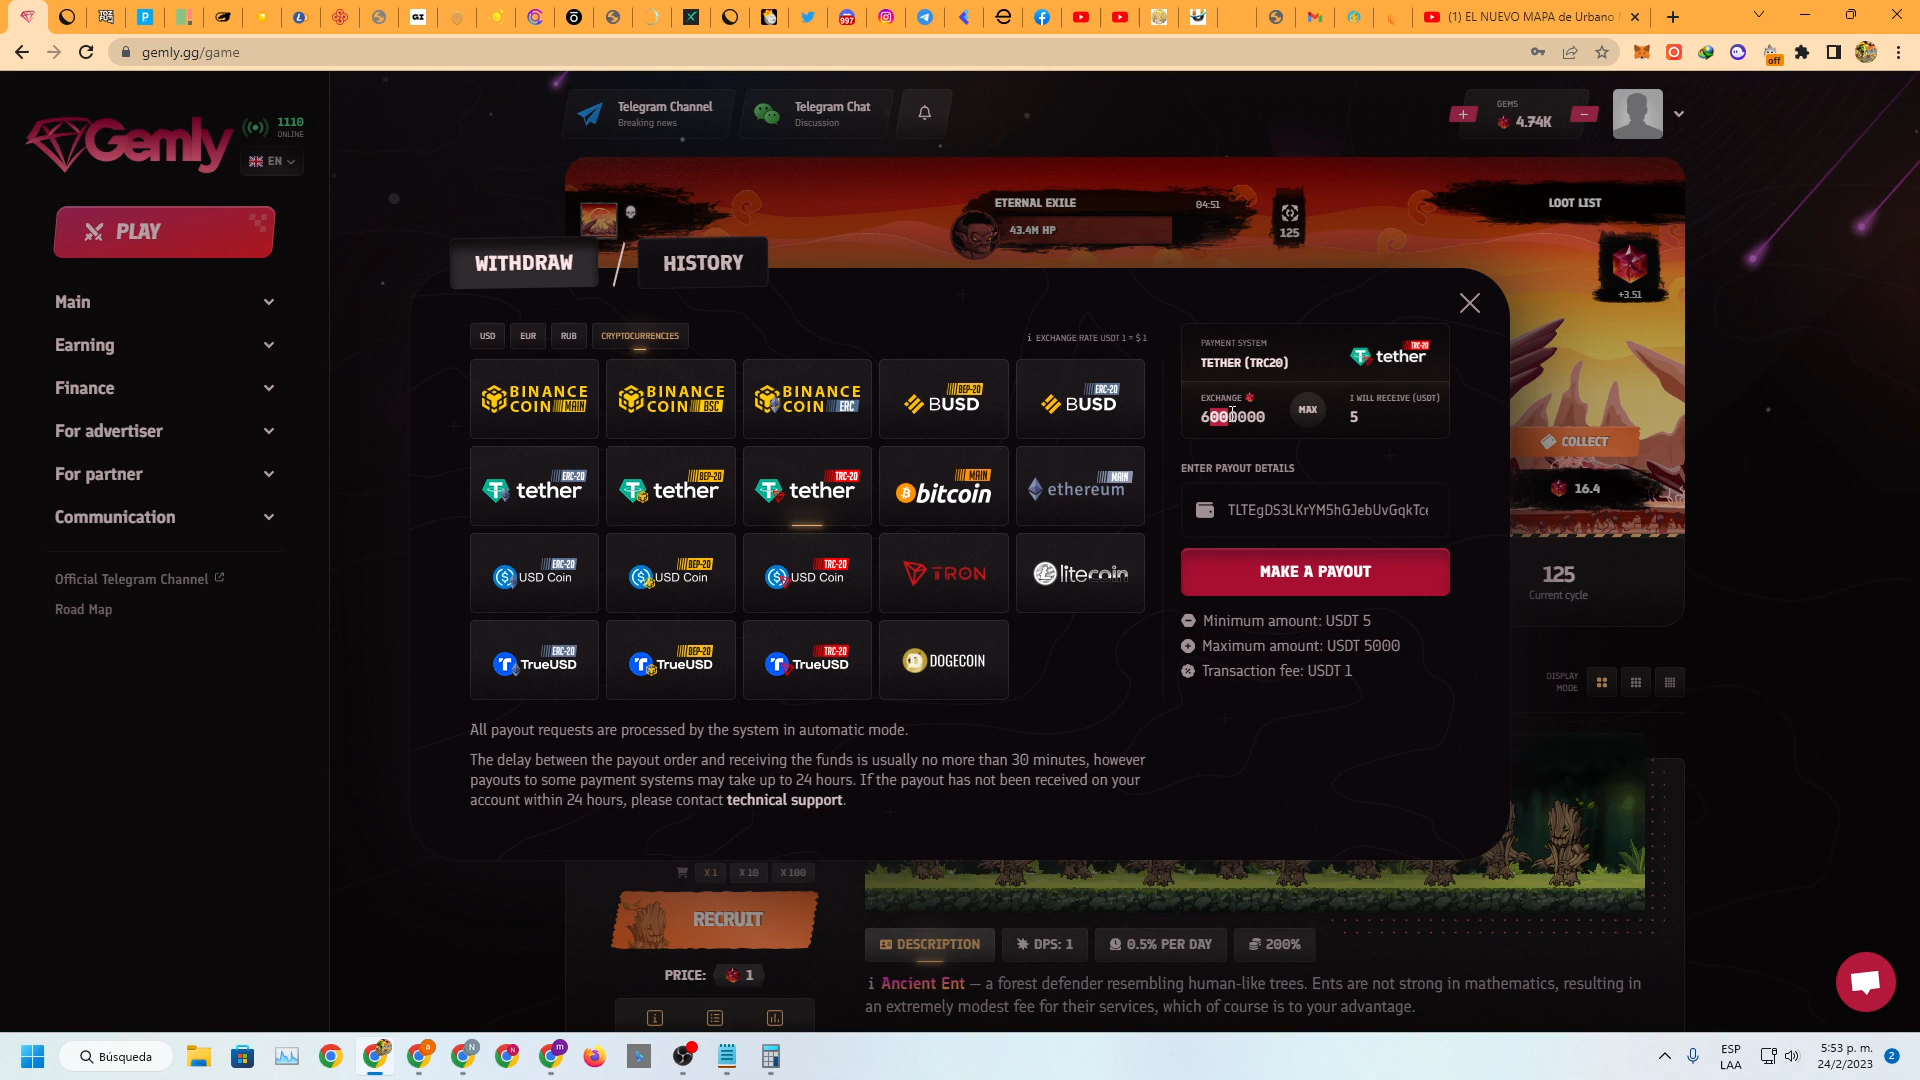 (1) EL NUEVO MAPA de Urbano
gemly.gg/game
off
997
Gemly
1110
ONLINE
EN
Telegram Channel
Breaking news
Telegram Chat
Discussion
GEMS
4.74K
PLAY
Main
Earning
Finance
For advertiser
For partner
Communication
Official Telegram Channel
Road Map
ETERNAL EXILE
04:51
43.4M HP
125
LOOT LIST
+3.51
COLLECT
16.4
125
Current cycle
DISPLAY
MODE
WITHDRAW
HISTORY
USD
EUR
RUB
CRYPTOCURRENCIES
EXCHANGE RATE USDT 1 = $ 1
BINANCE COIN MAIN
BINANCE COIN BSC
BINANCE COIN ERC
BUSD BEP-20
BUSD ERC-20
tether ERC-20
tether BEP-20
tether TRC-20
bitcoin MAIN
ethereum MAIN
USD Coin ERC-20
USD Coin BEP-20
USD Coin TRC-20
TRON
litecoin
TrueUSD ERC-20
TrueUSD BEP-20
TrueUSD TRC-20
DOGECOIN
All payout requests are processed by the system in automatic mode.
The delay between the payout order and receiving the funds is usually no more than 30 minutes, however
payouts to some payment systems may take up to 24 hours. If the payout has not been received on your
account within 24 hours, please contact technical support.
PAYMENT SYSTEM
TETHER (TRC20)
tether TRC-20
EXCHANGE
6000000
MAX
I WILL RECEIVE (USDT)
5
ENTER PAYOUT DETAILS
TLTEgDS3LKrYM5hGJebUvGqkTce
MAKE A PAYOUT
Minimum amount: USDT 5
Maximum amount: USDT 5000
Transaction fee: USDT 1
X 1
X 10
X 100
RECRUIT
PRICE: 1
DESCRIPTION
DPS: 1
0.5% PER DAY
200%
Ancient Ent — a forest defender resembling human-like trees. Ents are not strong in mathematics, resulting in
an extremely modest fee for their services, which of course is to your advantage.
Búsqueda
ESP
LAA
5:53 p. m.
24/2/2023
2